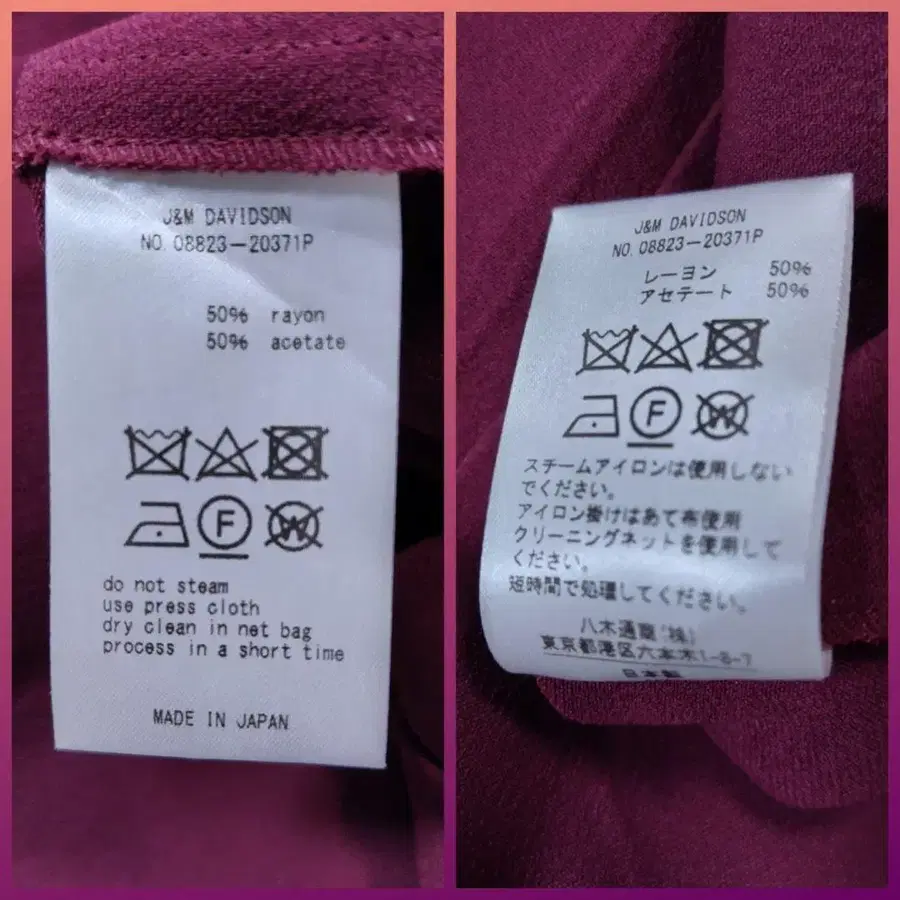 J&M DAVIDSON
NO.08823-20371P
50% rayon
50% acetate
F
W
do not steam
use press cloth
dry clean in net bag
process in a short time
MADE IN JAPAN
J&M DAVIDSON
NO.08823-20371P
レーヨン 50%
アセテート 50%
F
W
スチームアイロンは使用しない
でください。
アイロン掛けはあて布使用
クリーニングネットを使用して
ください。
短時間で処理してください。
八木通商(株)
東京都港区六本木1-8-7
日本製